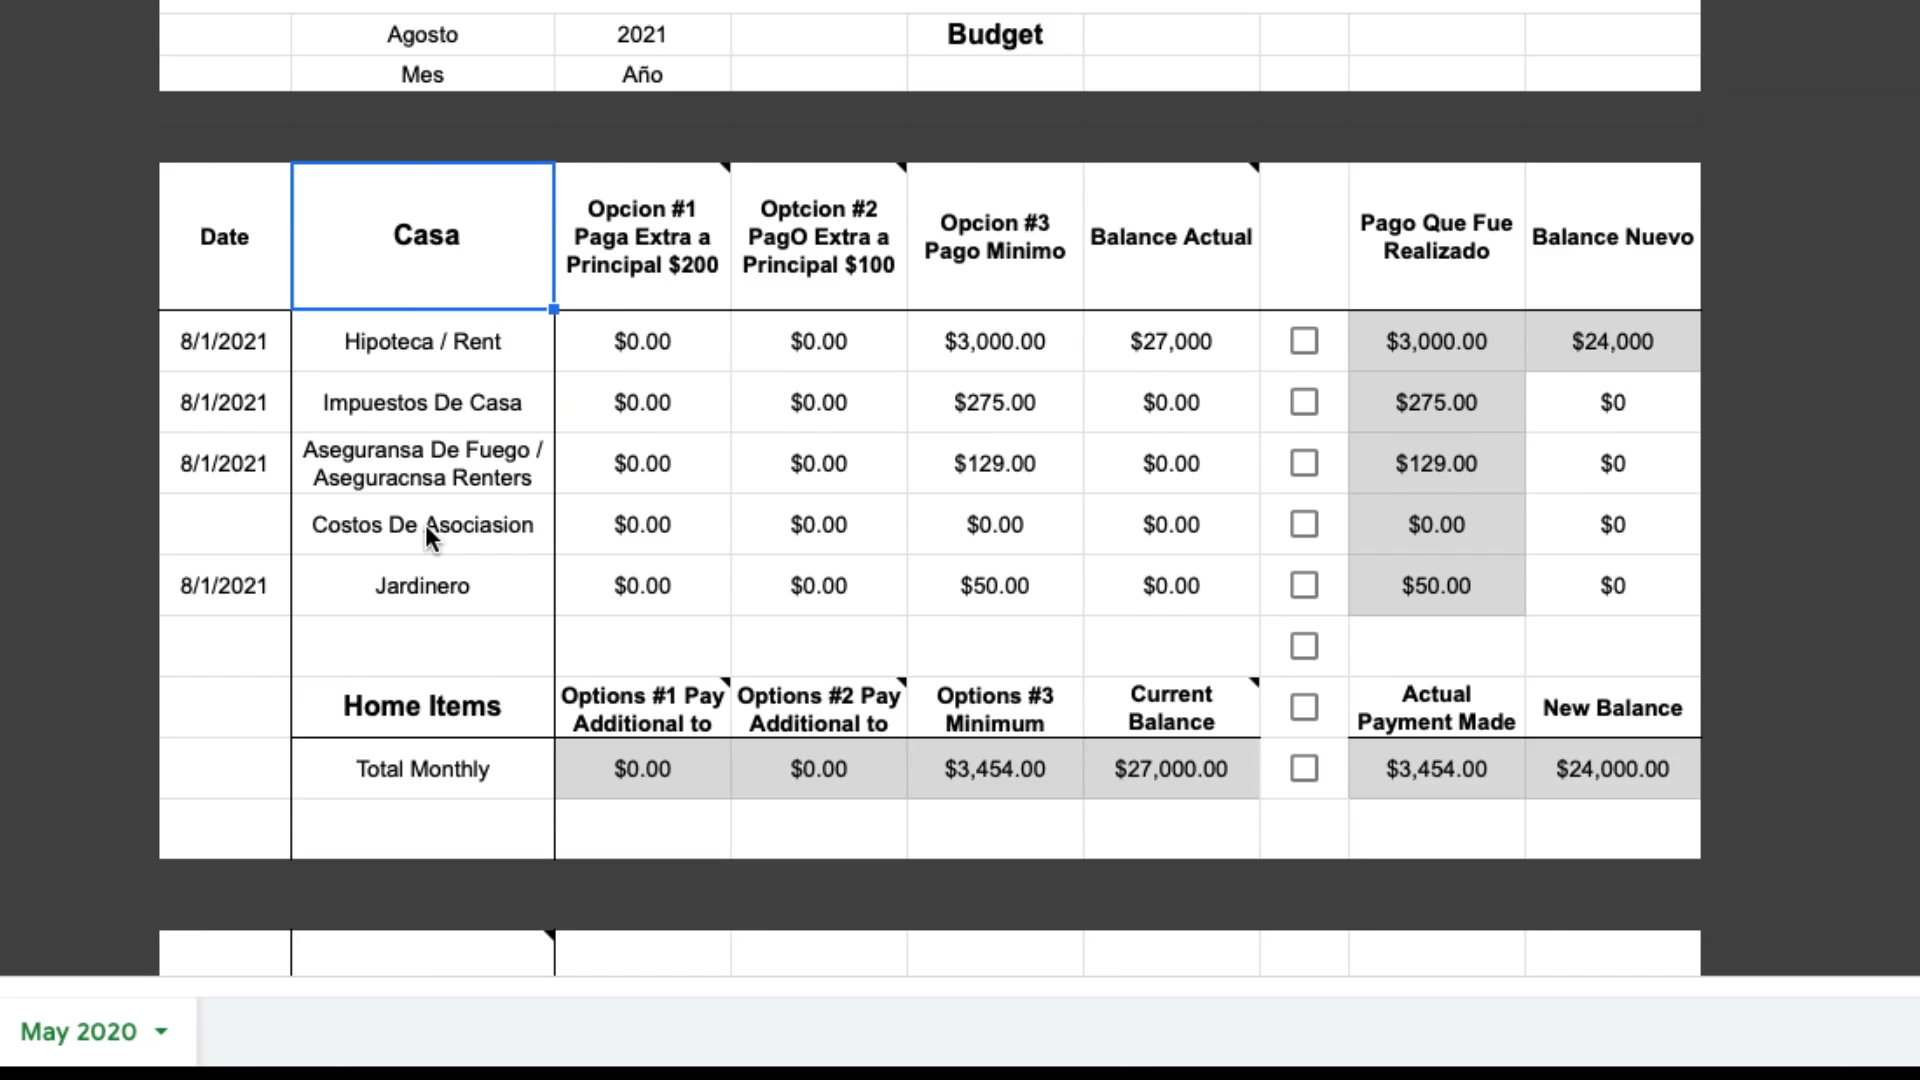 Agosto 2021 Budget
Mes Año
Date Casa Opcion #1 Paga Extra a Principal $200 Optcion #2 PagO Extra a Principal $100 Opcion #3 Pago Minimo Balance Actual Pago Que Fue Realizado Balance Nuevo
8/1/2021 Hipoteca / Rent $0.00 $0.00 $3,000.00 $27,000 $3,000.00 $24,000
8/1/2021 Impuestos De Casa $0.00 $0.00 $275.00 $0.00 $275.00 $0
8/1/2021 Aseguransa De Fuego / Aseguracnsa Renters $0.00 $0.00 $129.00 $0.00 $129.00 $0
Costos De Asociasion $0.00 $0.00 $0.00 $0.00 $0.00 $0
8/1/2021 Jardinero $0.00 $0.00 $50.00 $0.00 $50.00 $0
Home Items Options #1 Pay Additional to Options #2 Pay Additional to Options #3 Minimum Current Balance Actual Payment Made New Balance
Total Monthly $0.00 $0.00 $3,454.00 $27,000.00 $3,454.00 $24,000.00
May 2020